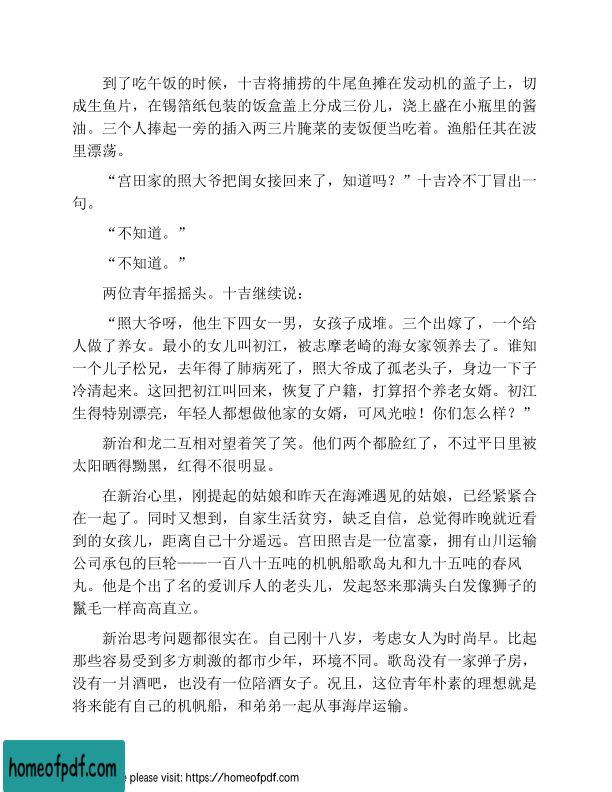 到了吃午饭的时候，十吉将捕捞的牛尾鱼摊在发动机的盖子上，切
成生鱼片，在锡箔纸包装的饭盒盖上分成三份儿，浇上盛在小瓶里的酱
油。三个人捧起一旁的插入两三片腌菜的麦饭便当吃着。渔船任其在波
里漂荡。
“宫田家的照大爷把闺女接回来了，知道吗？”十吉冷不丁冒出一
句。
“不知道。”
“不知道。”
两位青年摇摇头。十吉继续说：
“照大爷呀，他生下四女一男，女孩子成堆。三个出嫁了，一个给
人做了养女。最小的女儿叫初江，被志摩老崎的海女家领养去了。谁知
一个儿子松兄，去年得了肺病死了，照大爷成了孤老头子，身边一下子
冷清起来。这回把初江叫回来，恢复了户籍，打算招个养老女婿。初江
生得特别漂亮，年轻人都想做他家的女婿，可风光啦！你们怎么样？”
新治和龙二互相对望着笑了笑。他们两个都脸红了，不过平日里被
太阳晒得黝黑，红得不很明显。
在新治心里，刚提起的姑娘和昨天在海滩遇见的姑娘，已经紧紧合
在一起了。同时又想到，自家生活贫穷，缺乏自信，总觉得昨晚就近看
到的女孩儿，距离自己十分遥远。宫田照吉是一位富豪，拥有山川运输
公司承包的巨轮——一百八十五吨的机帆船歌岛丸和九十五吨的春风
丸。他是个出了名的爱训斥人的老头儿，发起怒来那满头白发像狮子的
鬣毛一样高高直立。
新治思考问题都很实在。自己刚十八岁，考虑女人为时尚早。比起
那些容易受到多方刺激的都市少年，环境不同。歌岛没有一家弹子房，
没有一爿酒吧，也没有一位陪酒女子。况且，这位青年朴素的理想就是
将来能有自己的机帆船，和弟弟一起从事海岸运输。
homeofpdf.com
e please visit: https://homeofpdf.com